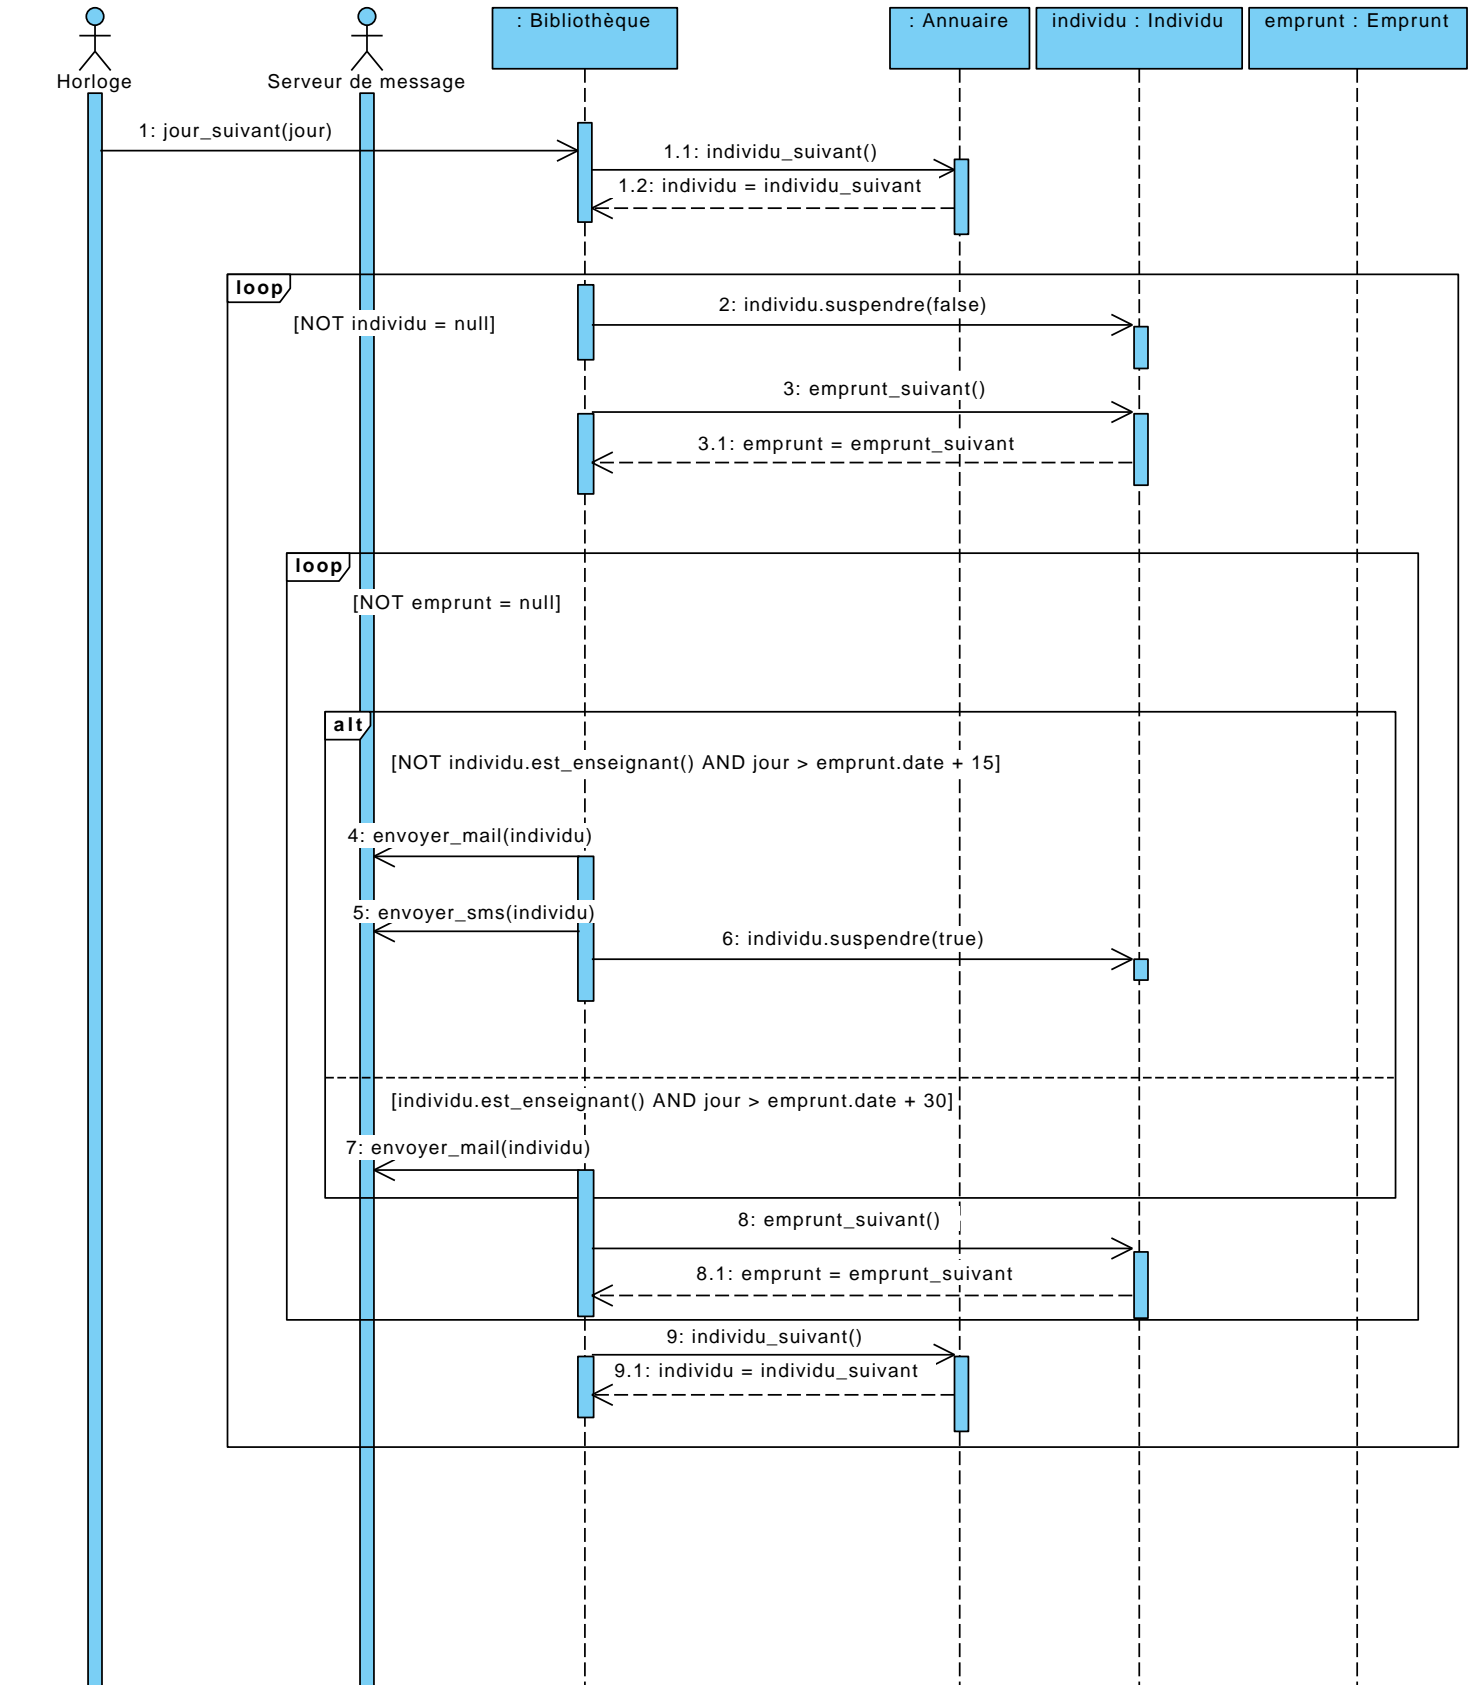 Horloge
Serveur de message
: Bibliothèque
: Annuaire
individu : Individu
emprunt : Emprunt
1: jour_suivant(jour)
1.1: individu_suivant()
1.2: individu = individu_suivant
loop
[NOT individu = null]
2: individu.suspendre(false)
3: emprunt_suivant()
3.1: emprunt = emprunt_suivant
loop
[NOT emprunt = null]
alt
[NOT individu.est_enseignant() AND jour > emprunt.date + 15]
4: envoyer_mail(individu)
5: envoyer_sms(individu)
6: individu.suspendre(true)
[individu.est_enseignant() AND jour > emprunt.date + 30]
7: envoyer_mail(individu)
8: emprunt_suivant()
8.1: emprunt = emprunt_suivant
9: individu_suivant()
9.1: individu = individu_suivant